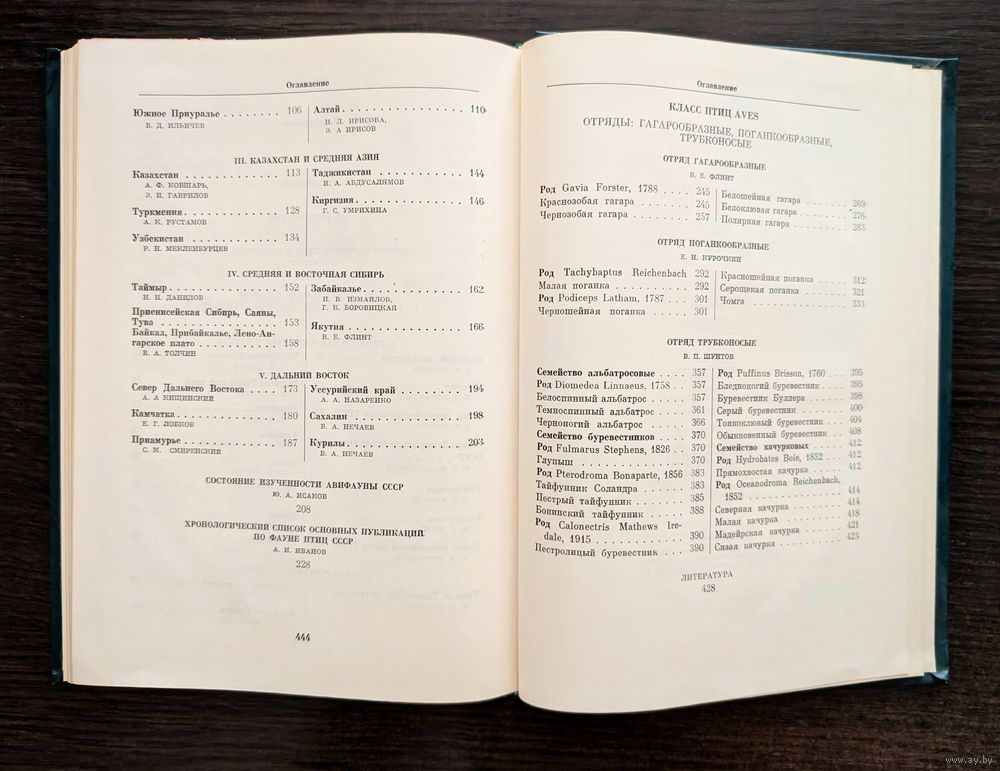 Оглавление
Южное Приуралье . . . . . . . . 106
В. Д. ИЛЬИЧЕВ
Алтай . . . . . . . . . . . . . . . . 110
Н. Л. ИРИСОВА,
Э. А ИРИСОВ
III. КАЗАХСТАН И СРЕДНЯЯ АЗИЯ
Казахстан . . . . . . . . . . . . 113
А. Ф. КОВШАРЬ,
Э. И. ГАВРИЛОВ
Туркмения . . . . . . . . . . . . 128
А. К. РУСТАМОВ
Узбекистан . . . . . . . . . . . 134
Р. Н. МЕКЛЕНБУРЦЕВ
Таджикистан . . . . . . . . . . . 144
И. А. АБДУСАЛЯМОВ
Киргизия . . . . . . . . . . . . . 146
Г. С. УМРИХИНА
IV. СРЕДНЯЯ И ВОСТОЧНАЯ СИБИРЬ
Таймыр . . . . . . . . . . . . . . 152
Н. Н. ДАНИЛОВ
Приенисейская Сибирь, Саяны,
Тува . . . . . . . . . . . . . . . 153
Байкал, Прибайкалье, Лено-Ан-
гарское плато . . . . . . . . . . 158
В. А. ТОЛЧИН
Забайкалье . . . . . . . . . . . . 162
Н. В. ИЗМАЙЛОВ,
Г. К. БОРОВИЦКАЯ
Якутия . . . . . . . . . . . . . . 166
В. Е. ФЛИНТ
V. ДАЛЬНИЙ ВОСТОК
Север Дальнего Востока . . . . 173
А. А КИЩИНСКИЙ
Камчатка . . . . . . . . . . . . . 180
Е. Г. ЛОБКОВ
Приамурье . . . . . . . . . . . . 187
С. М. СМИРЕНСКИЙ
Уссурийский край . . . . . . . . 194
А. А. НАЗАРЕНКО
Сахалин . . . . . . . . . . . . . 198
В. А. НЕЧАЕВ
Курилы . . . . . . . . . . . . . . 203
В. А. НЕЧАЕВ
СОСТОЯНИЕ ИЗУЧЕННОСТИ АВИФАУНЫ СССР
Ю. А. ИСАКОВ
208
ХРОНОЛОГИЧЕСКИЙ СПИСОК ОСНОВНЫХ ПУБЛИКАЦИЙ
ПО ФАУНЕ ПТИЦ СССР
А. И. ИВАНОВ
228
444
Оглавление
КЛАСС ПТИЦ AVES
ОТРЯДЫ: ГАГАРООБРАЗНЫЕ, ПОГАНКООБРАЗНЫЕ,
ТРУБКОНОСЫЕ
ОТРЯД ГАГАРООБРАЗНЫЕ
В. Е. ФЛИНТ
Род Gavia Forster, 1788 . . . . 245
Краснозобая гагара . . . . . . 245
Чернозобая гагара . . . . . . . 257
Белошейная гагара . . . . . . . 269
Белоклювая гагара . . . . . . . 276
Полярная гагара . . . . . . . . 283
ОТРЯД ПОГАНКООБРАЗНЫЕ
Е. Н. КУРОЧКИН
Род Tachybaptus Reichenbach 292
Малая поганка . . . . . . . . . 292
Род Podiceps Latham, 1787 . . . 301
Черношейная поганка . . . . . 301
Красношейная поганка . . . . . 312
Серощекая поганка . . . . . . . 321
Чомга . . . . . . . . . . . . . . 333
ОТРЯД ТРУБКОНОСЫЕ
В. П. ШУНТОВ
Семейство альбатросовые . . . . 357
Род Diomedea Linnaeus, 1758 . . . 357
Белоспинный альбатрос . . . . 357
Темноспинный альбатрос . . . 361
Черноногий альбатрос . . . . . 366
Семейство буревестников . . . . 370
Род Fulmarus Stephens, 1826 . . . 370
Глупыш . . . . . . . . . . . . . 370
Род Pterodroma Bonaparte, 1856 383
Тайфунник Соландра . . . . . . 383
Пестрый тайфунник . . . . . . 385
Бонинский тайфунник . . . . . 388
Род Calonectris Mathews Ire-
dale, 1915 . . . . . . . . . . . 390
Пестролицый буревестник . . . 390
Род Puffinus Brisson, 1760 . . . 395
Бледноногий буревестник . . . . 395
Буревестник Буллера . . . . . . 398
Серый буревестник . . . . . . . 400
Тонкоклювый буревестник . . . 404
Обыкновенный буревестник . . 408
Семейство качурковых . . . . . 412
Род Hydrobates Boie, 1852 . . . . 412
Прямохвостая качурка . . . . . 412
Род Oceanodroma Reichenbach,
1852 . . . . . . . . . . . . . . 414
Северная качурка . . . . . . . . 414
Малая качурка . . . . . . . . . 418
Мадейрская качурка . . . . . . 421
Сизая качурка . . . . . . . . . 423
ЛИТЕРАТУРА
428
www.ay.by